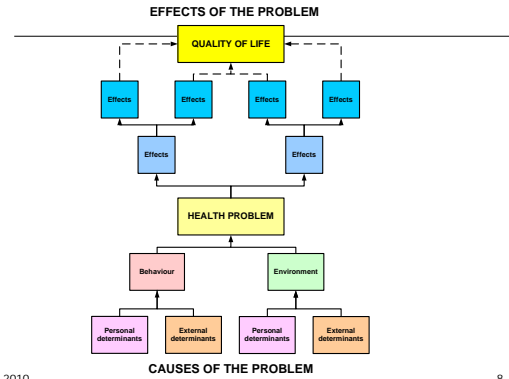 EFFECTS OF THE PROBLEM
QUALITY OF LIFE
Effects
Effects
Effects
Effects
Effects
Effects
HEALTH PROBLEM
Behaviour
Environment
Personal
determinants
External
determinants
Personal
determinants
External
determinants
CAUSES OF THE PROBLEM
2010
8